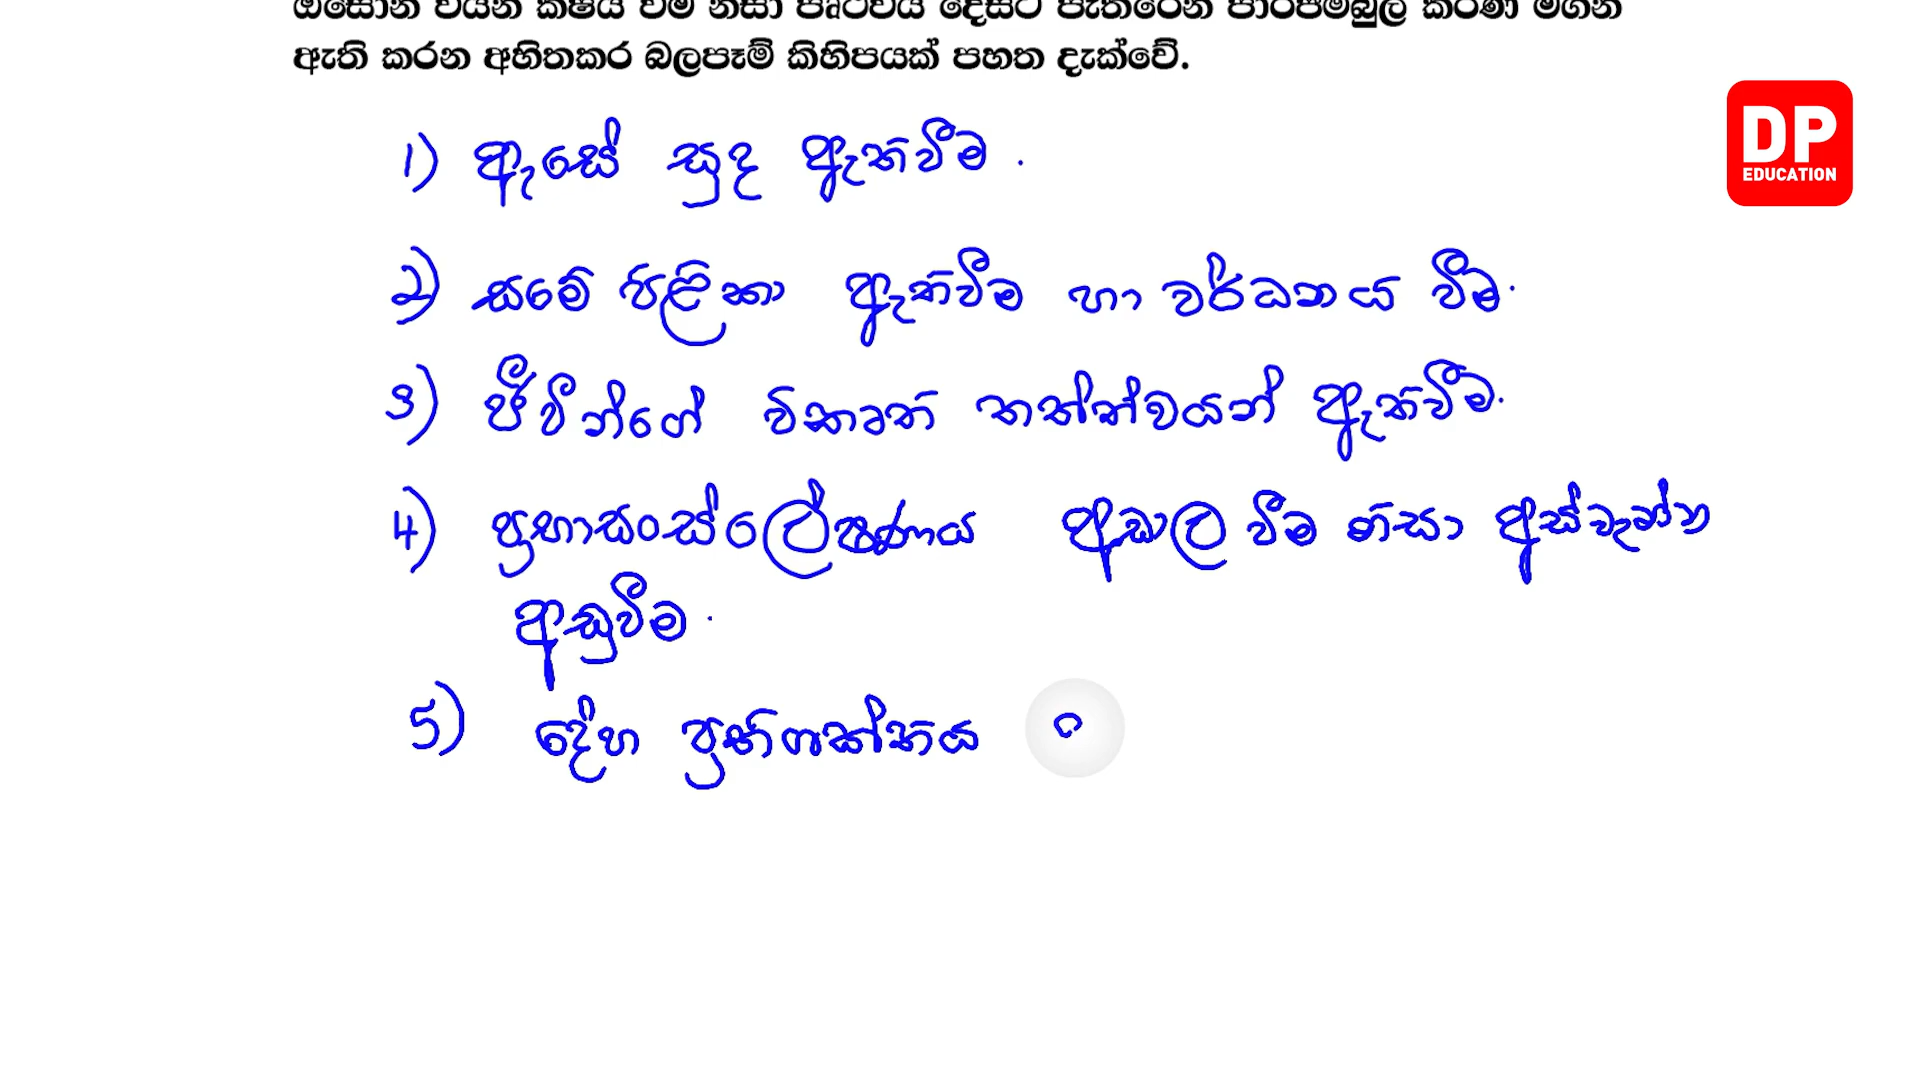 ඕසෝන් වියන ක්ෂය වීම නිසා පෘථිවිය දෙසට පැතිරෙන පාරජම්බුල කිරණ මගින්
ඇති කරන අහිතකර බලපෑම් කිහිපයක් පහත දැක්වේ.
DP
EDUCATION
1) ඇසේ සුද ඇතිවීම.
2) සමේ පිළිකා ඇතිවීම හා වර්ධනය වීම.
3) ජීවීන්ගේ විකෘති තත්ත්වයන් ඇතිවීම.
4) ප්‍රභාසංස්ලේෂණය අඩාල වීම නිසා අස්වැන්න
අඩුවීම.
5) දේහ ප්‍රතිශක්තිය